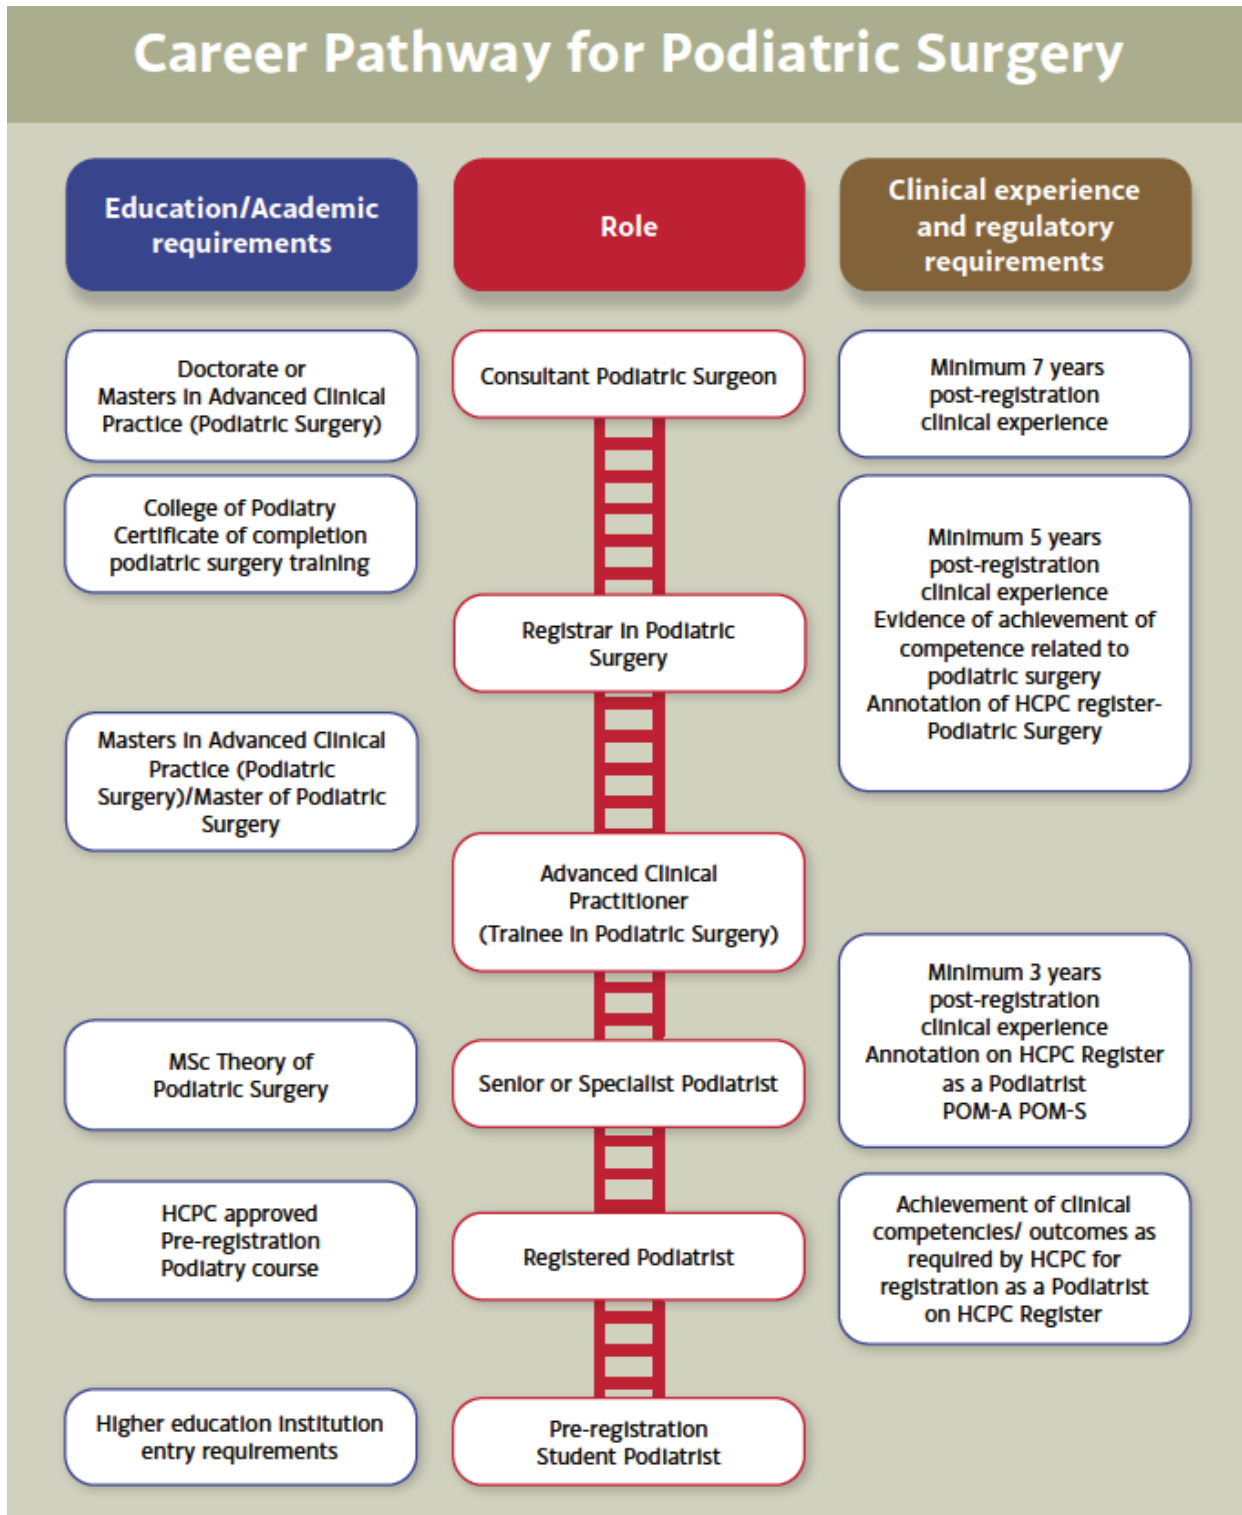 Career Pathway for Podiatric Surgery
Education/Academic
requirements
Role
Clinical experience
and regulatory
requirements
Doctorate or
Masters in Advanced Clinical
Practice (Podiatric Surgery)
Consultant Podiatric Surgeon
Minimum 7 years
post-registration
clinical experience
College of Podiatry
Certificate of completion
podiatric surgery training
Minimum 5 years
post-registration
clinical experience
Evidence of achievement of
competence related to
podiatric surgery
Annotation of HCPC register-
Podiatric Surgery
Registrar in Podiatric
Surgery
Masters in Advanced Clinical
Practice (Podiatric
Surgery)/Master of Podiatric
Surgery
Advanced Clinical
Practitioner
(Trainee in Podiatric Surgery)
Minimum 3 years
post-registration
clinical experience
Annotation on HCPC Register
as a Podiatrist
POM-A POM-S
MSc Theory of
Podiatric Surgery
Senior or Specialist Podiatrist
HCPC approved
Pre-registration
Podiatry course
Registered Podiatrist
Achievement of clinical
competencies/ outcomes as
required by HCPC for
registration as a Podiatrist
on HCPC Register
Higher education institution
entry requirements
Pre-registration
Student Podiatrist